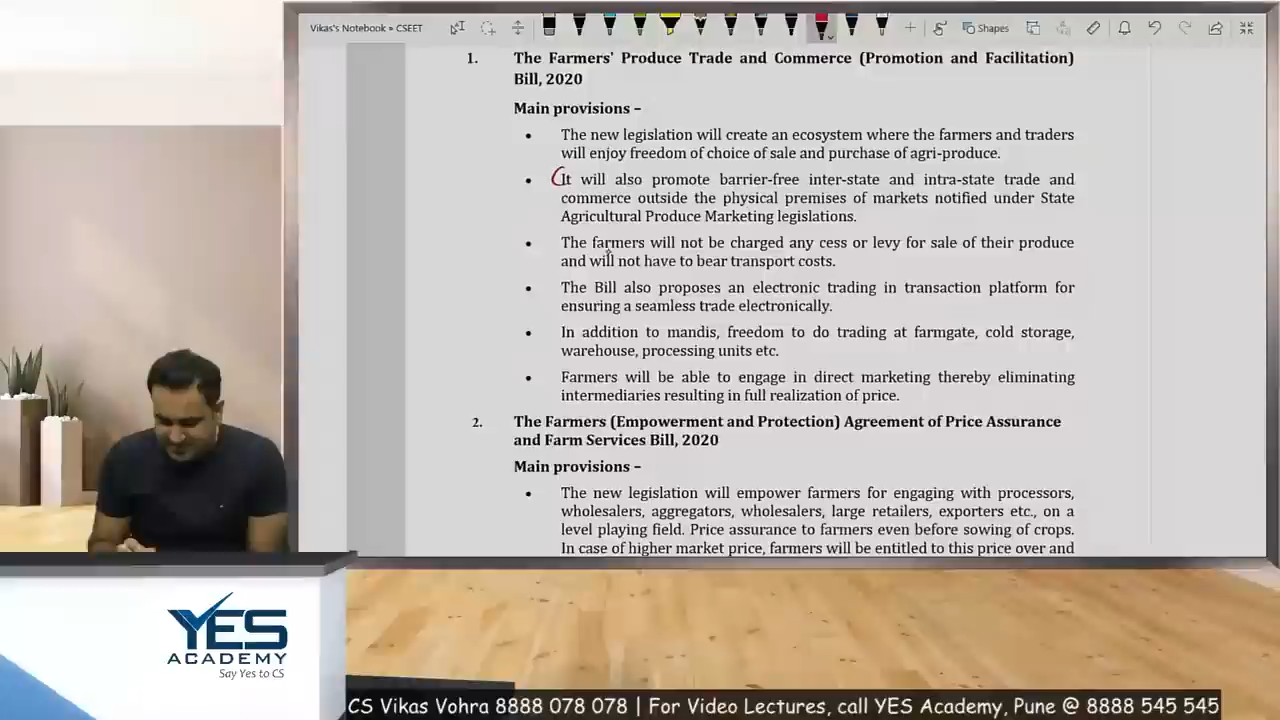 Vikas's Notebook » CSEET
Shapes
1. The Farmers' Produce Trade and Commerce (Promotion and Facilitation)
Bill, 2020
Main provisions –
• The new legislation will create an ecosystem where the farmers and traders
will enjoy freedom of choice of sale and purchase of agri-produce.
• It will also promote barrier-free inter-state and intra-state trade and
commerce outside the physical premises of markets notified under State
Agricultural Produce Marketing legislations.
• The farmers will not be charged any cess or levy for sale of their produce
and will not have to bear transport costs.
• The Bill also proposes an electronic trading in transaction platform for
ensuring a seamless trade electronically.
• In addition to mandis, freedom to do trading at farmgate, cold storage,
warehouse, processing units etc.
• Farmers will be able to engage in direct marketing thereby eliminating
intermediaries resulting in full realization of price.
2. The Farmers (Empowerment and Protection) Agreement of Price Assurance
and Farm Services Bill, 2020
Main provisions –
• The new legislation will empower farmers for engaging with processors,
wholesalers, aggregators, wholesalers, large retailers, exporters etc., on a
level playing field. Price assurance to farmers even before sowing of crops.
In case of higher market price, farmers will be entitled to this price over and
YES
ACADEMY
Say Yes to CS
CS Vikas Vohra 8888 078 078 | For Video Lectures, call YES Academy, Pune @ 8888 545 545